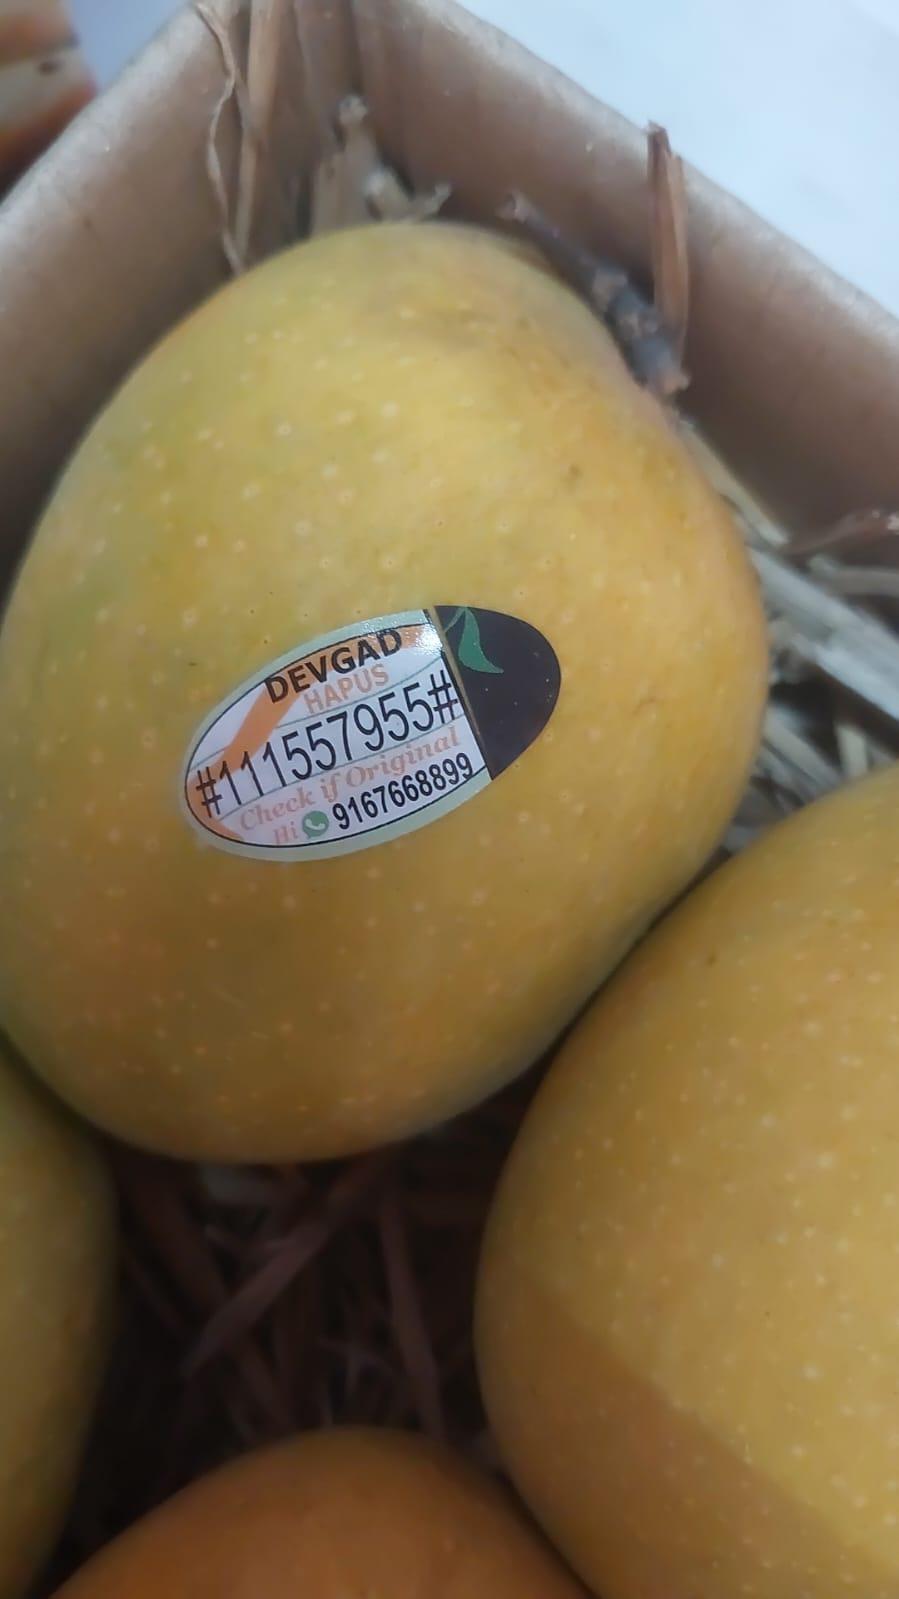 DEVGAD
HAPUS
#111557955#
Check if Original
Hi 9167668899